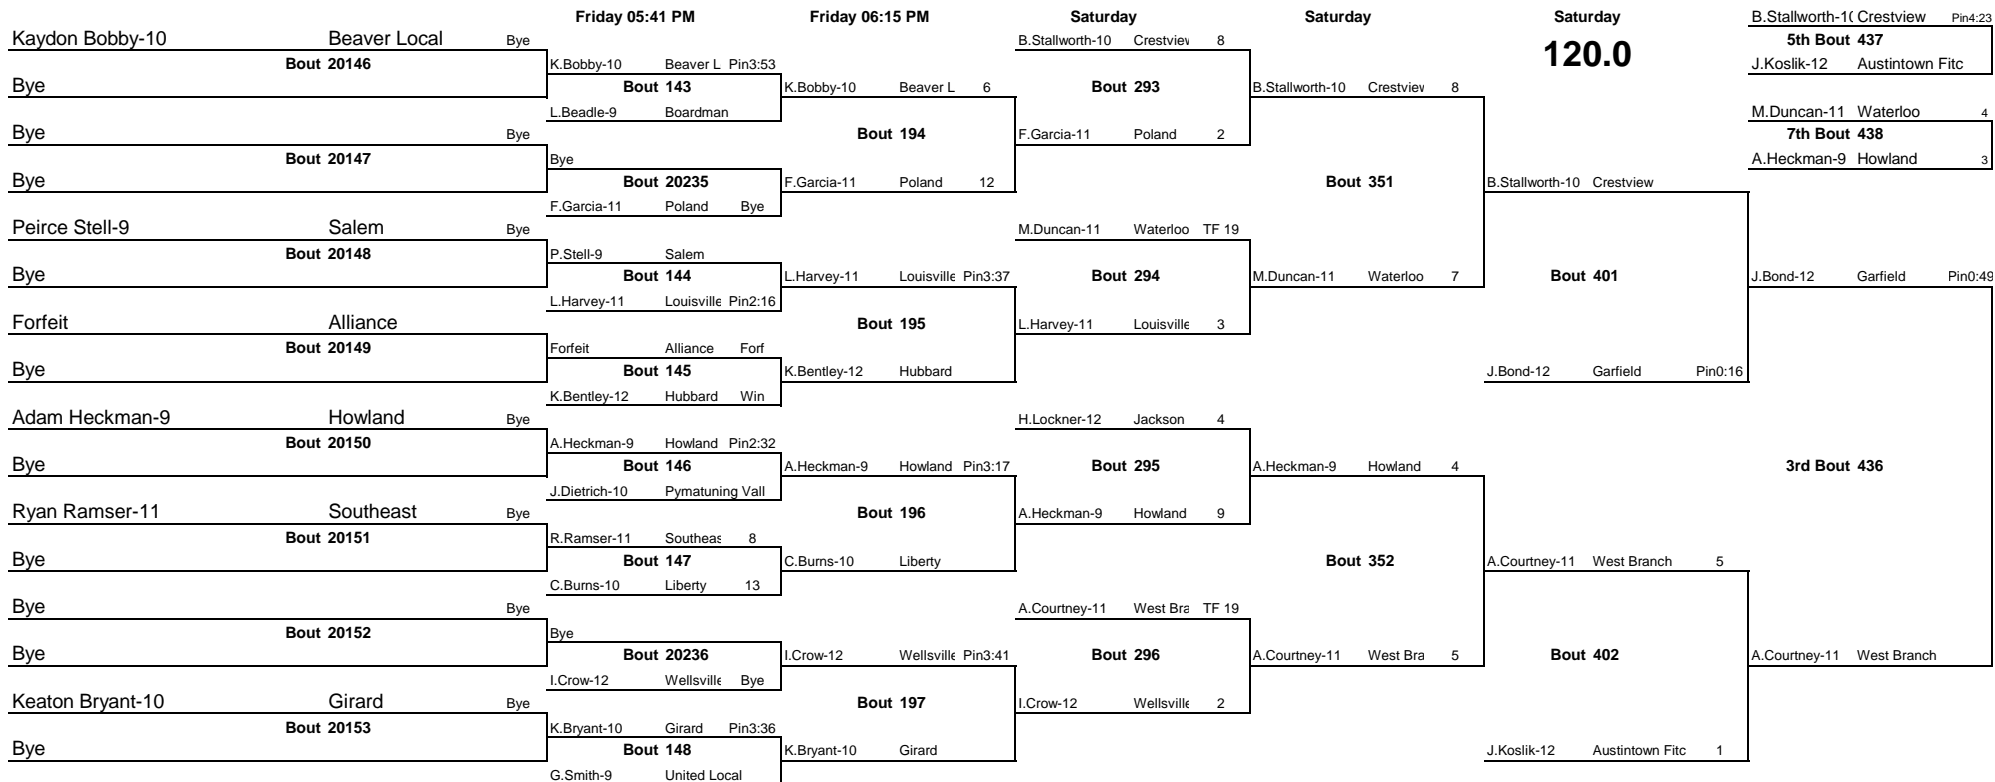 Friday 05:41 PM Friday 06:15 PM Saturday Saturday Saturday
120.0
Kaydon Bobby-10 Beaver Local Bye
Bout 20146
Bye
Bye Bye
Bout 20147
Bye
Peirce Stell-9 Salem Bye
Bout 20148
Bye
Forfeit Alliance
Bout 20149
Bye
Adam Heckman-9 Howland Bye
Bout 20150
Bye
Ryan Ramser-11 Southeast Bye
Bout 20151
Bye
Bye Bye
Bout 20152
Bye
Keaton Bryant-10 Girard Bye
Bout 20153
Bye
K.Bobby-10 Beaver L Pin3:53
Bout 143
L.Beadle-9 Boardman
Bye
Bout 20235
F.Garcia-11 Poland Bye
P.Stell-9 Salem
Bout 144
L.Harvey-11 Louisville Pin2:16
Forfeit Alliance Forf
Bout 145
K.Bentley-12 Hubbard Win
A.Heckman-9 Howland Pin2:32
Bout 146
J.Dietrich-10 Pymatuning Vall
R.Ramser-11 Southeas 8
Bout 147
C.Burns-10 Liberty 13
Bye
Bout 20236
I.Crow-12 Wellsville Bye
K.Bryant-10 Girard Pin3:36
Bout 148
G.Smith-9 United Local
K.Bobby-10 Beaver L 6
Bout 194
F.Garcia-11 Poland 12
L.Harvey-11 Louisville Pin3:37
Bout 195
K.Bentley-12 Hubbard
A.Heckman-9 Howland Pin3:17
Bout 196
C.Burns-10 Liberty
I.Crow-12 Wellsville Pin3:41
Bout 197
K.Bryant-10 Girard
B.Stallworth-10 Crestview 8
Bout 293
F.Garcia-11 Poland 2
M.Duncan-11 Waterloo TF 19
Bout 294
L.Harvey-11 Louisville 3
H.Lockner-12 Jackson 4
Bout 295
A.Heckman-9 Howland 9
A.Courtney-11 West Bra TF 19
Bout 296
I.Crow-12 Wellsville 2
B.Stallworth-10 Crestview 8
Bout 351
M.Duncan-11 Waterloo 7
A.Heckman-9 Howland 4
Bout 352
A.Courtney-11 West Bra 5
B.Stallworth-10 Crestview
Bout 401
J.Bond-12 Garfield Pin0:16
A.Courtney-11 West Branch 5
Bout 402
J.Koslik-12 Austintown Fitc 1
B.Stallworth-1( Crestview Pin4:23
5th Bout 437
J.Koslik-12 Austintown Fitc
M.Duncan-11 Waterloo 4
7th Bout 438
A.Heckman-9 Howland 3
J.Bond-12 Garfield Pin0:49
3rd Bout 436
A.Courtney-11 West Branch